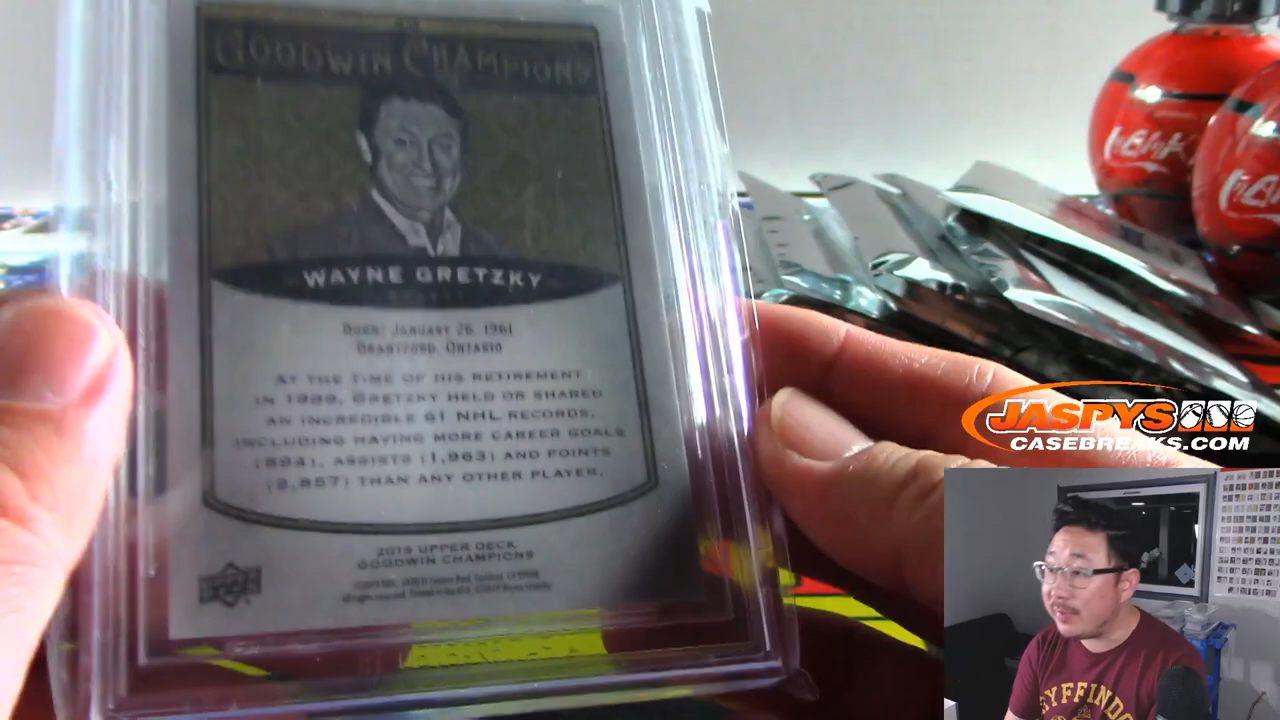 GOODWIN CHAMPIONS
WAYNE GRETZKY
BORN: JANUARY 26, 1961
BRANTFORD, ONTARIO
AT THE TIME OF HIS RETIREMENT
IN 1999, GRETZKY HELD OR SHARED
AN INCREDIBLE 61 NHL RECORDS,
INCLUDING HAVING MORE CAREER GOALS
(894), ASSISTS (1,963) AND POINTS
(2,857) THAN ANY OTHER PLAYER.
2019 UPPER DECK
GOODWIN CHAMPIONS
JASPYS
CASEBREAKS.COM
GRYFFINDO